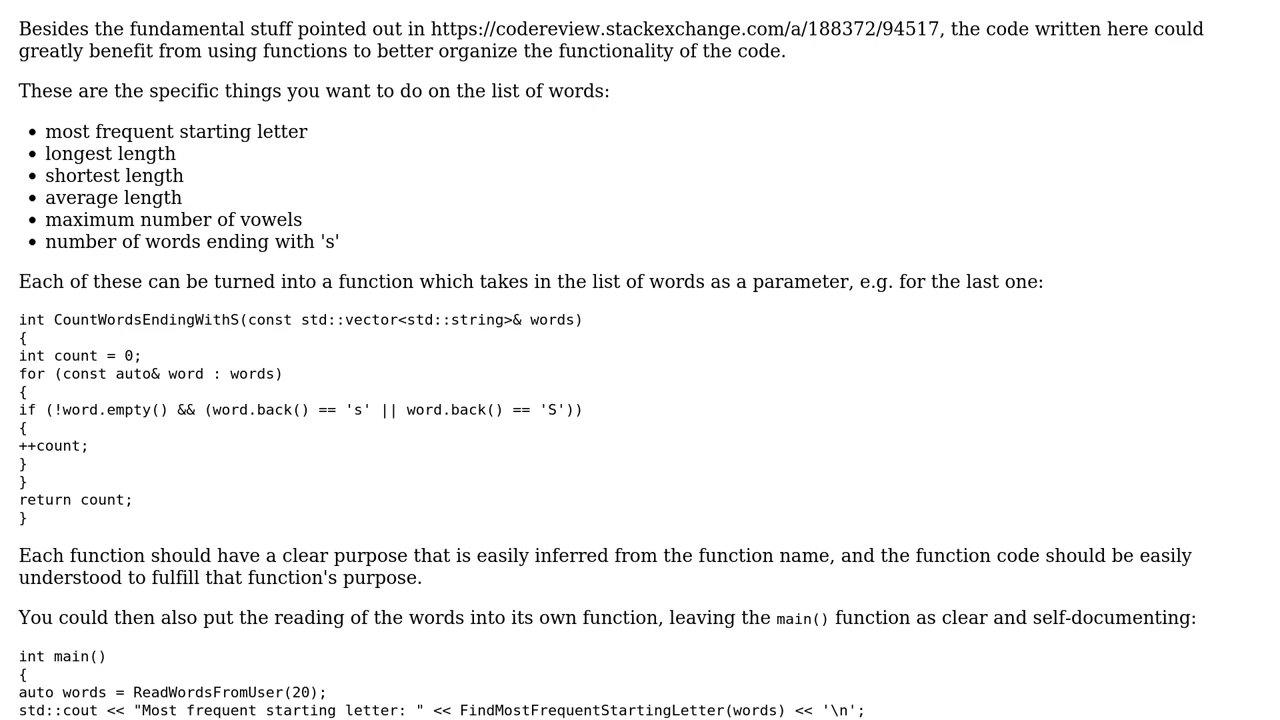 Besides the fundamental stuff pointed out in https://codereview.stackexchange.com/a/188372/94517, the code written here could
greatly benefit from using functions to better organize the functionality of the code.
These are the specific things you want to do on the list of words:
• most frequent starting letter
• longest length
• shortest length
• average length
• maximum number of vowels
• number of words ending with 's'
Each of these can be turned into a function which takes in the list of words as a parameter, e.g. for the last one:
int CountWordsEndingWithS(const std::vector<std::string>& words)
{
int count = 0;
for (const auto& word : words)
{
if (!word.empty() && (word.back() == 's' || word.back() == 'S'))
{
++count;
}
}
return count;
}
Each function should have a clear purpose that is easily inferred from the function name, and the function code should be easily
understood to fulfill that function's purpose.
You could then also put the reading of the words into its own function, leaving the main() function as clear and self-documenting:
int main()
{
auto words = ReadWordsFromUser(20);
std::cout << "Most frequent starting letter: " << FindMostFrequentStartingLetter(words) << '\n';